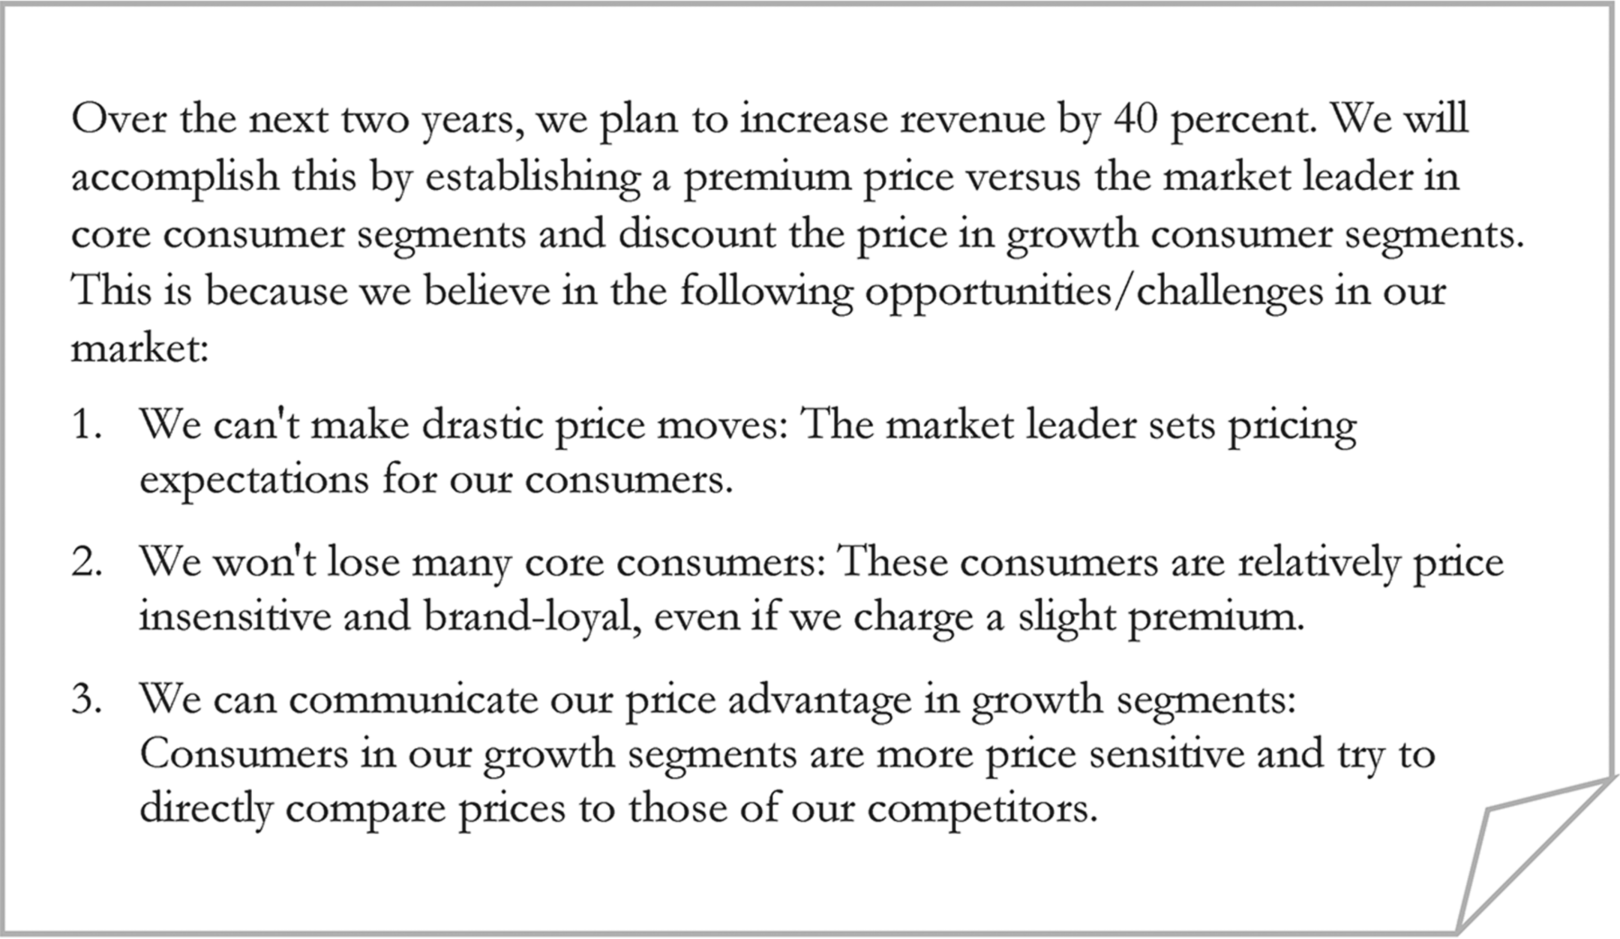 Over the next two years, we plan to increase revenue by 40 percent. We will
accomplish this by establishing a premium price versus the market leader in
core consumer segments and discount the price in growth consumer segments.
This is because we believe in the following opportunities/challenges in our
market:
1. We can't make drastic price moves: The market leader sets pricing
expectations for our consumers.
2. We won't lose many core consumers: These consumers are relatively price
insensitive and brand-loyal, even if we charge a slight premium.
3. We can communicate our price advantage in growth segments:
Consumers in our growth segments are more price sensitive and try to
directly compare prices to those of our competitors.